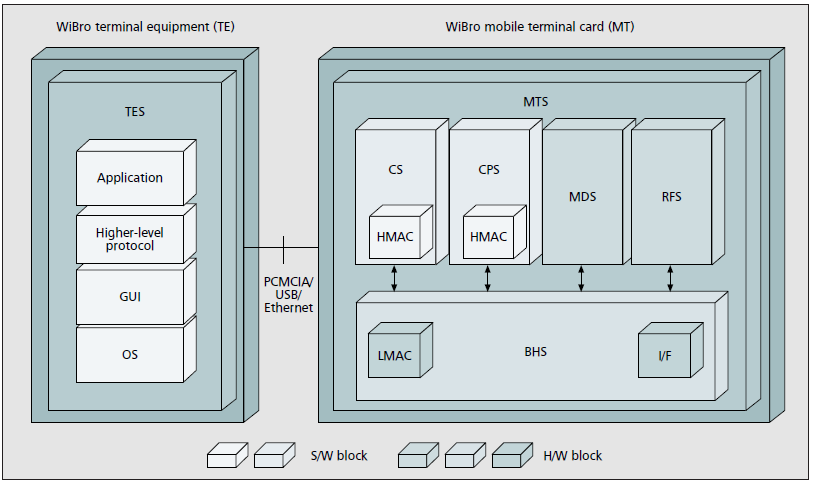 WiBro terminal equipment (TE)
WiBro mobile terminal card (MT)
TES
Application
Higher-level
protocol
GUI
OS
PCMCIA/
USB/
Ethernet
MTS
CS
HMAC
CPS
HMAC
MDS
RFS
LMAC
BHS
I/F
S/W block
H/W block